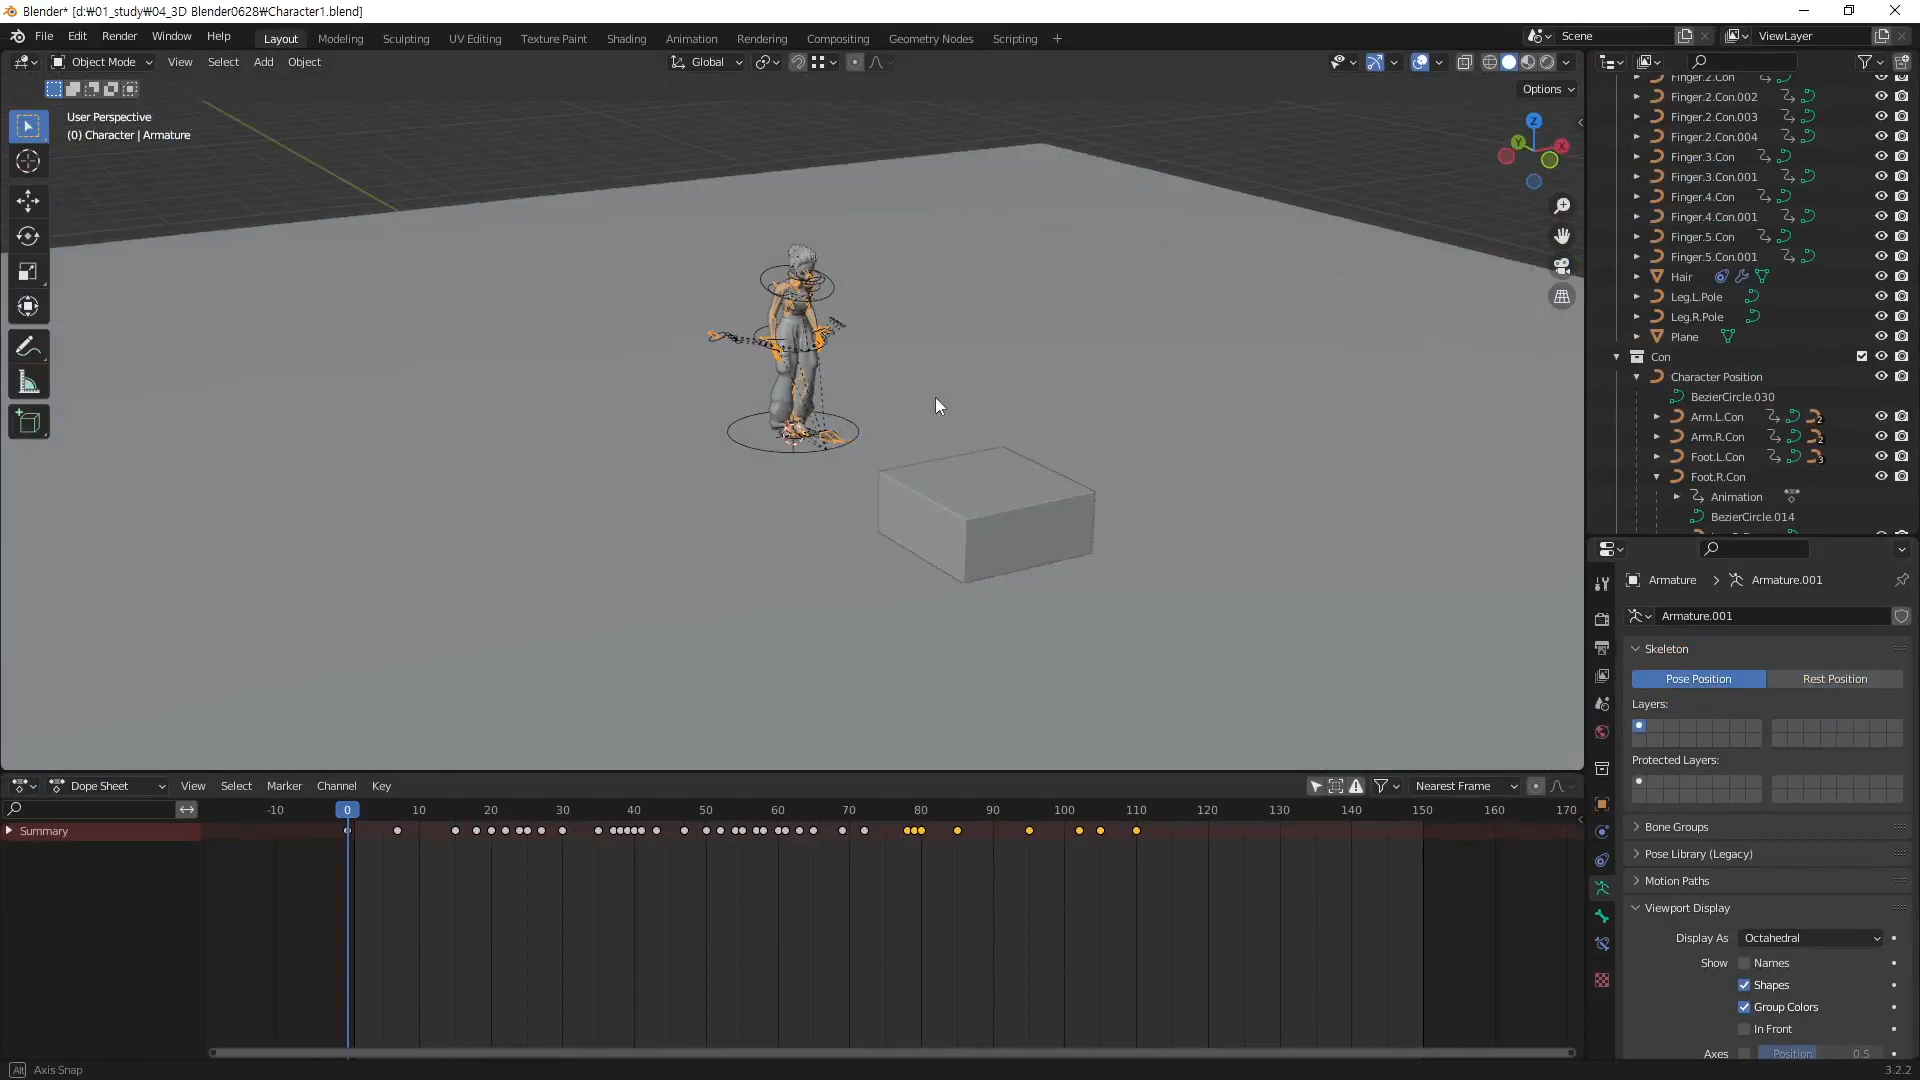 Blender* [d:₩01_study₩04_3D Blender0628₩Character1.blend]
File Edit Render Window Help Layout Modeling Sculpting UV Editing Texture Paint Shading Animation Rendering Compositing Geometry Nodes Scripting + Scene ViewLayer
Object Mode View Select Add Object Global
Options
User Perspective
(0) Character | Armature
Z
Y
X
Finger.2.Con
Finger.2.Con.002
Finger.2.Con.003
Finger.2.Con.004
Finger.3.Con
Finger.3.Con.001
Finger.4.Con
Finger.4.Con.001
Finger.5.Con
Finger.5.Con.001
Hair
Leg.L.Pole
Leg.R.Pole
Plane
Con
Character Position
BezierCircle.030
Arm.L.Con 2
Arm.R.Con 2
Foot.L.Con 3
Foot.R.Con
Animation
BezierCircle.014
Armature > Armature.001
Armature.001
Skeleton
Pose Position Rest Position
Layers:
Protected Layers:
Bone Groups
Pose Library (Legacy)
Motion Paths
Viewport Display
Display As Octahedral
Show Names
Shapes
Group Colors
In Front
Axes Position 0.5
Dope Sheet View Select Marker Channel Key Nearest Frame
-10 0 10 20 30 40 50 60 70 80 90 100 110 120 130 140 150 160 170
Summary
Alt Axis Snap
3.2.2